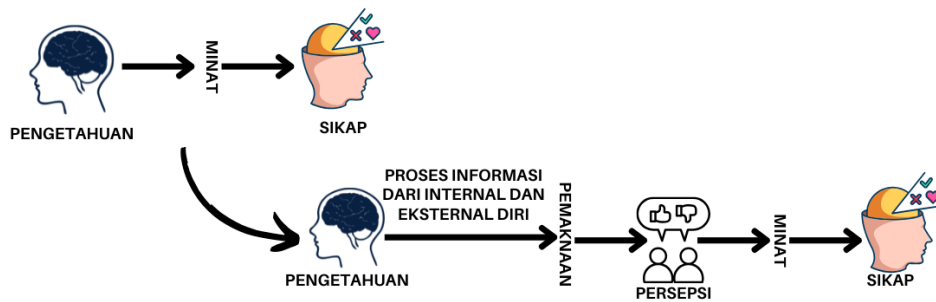 MINAT
PENGETAHUAN
SIKAP
PROSES INFORMASI
DARI INTERNAL DAN
EKSTERNAL DIRI
PENGETAHUAN
PEMAKNAAN
PERSEPSI
MINAT
SIKAP